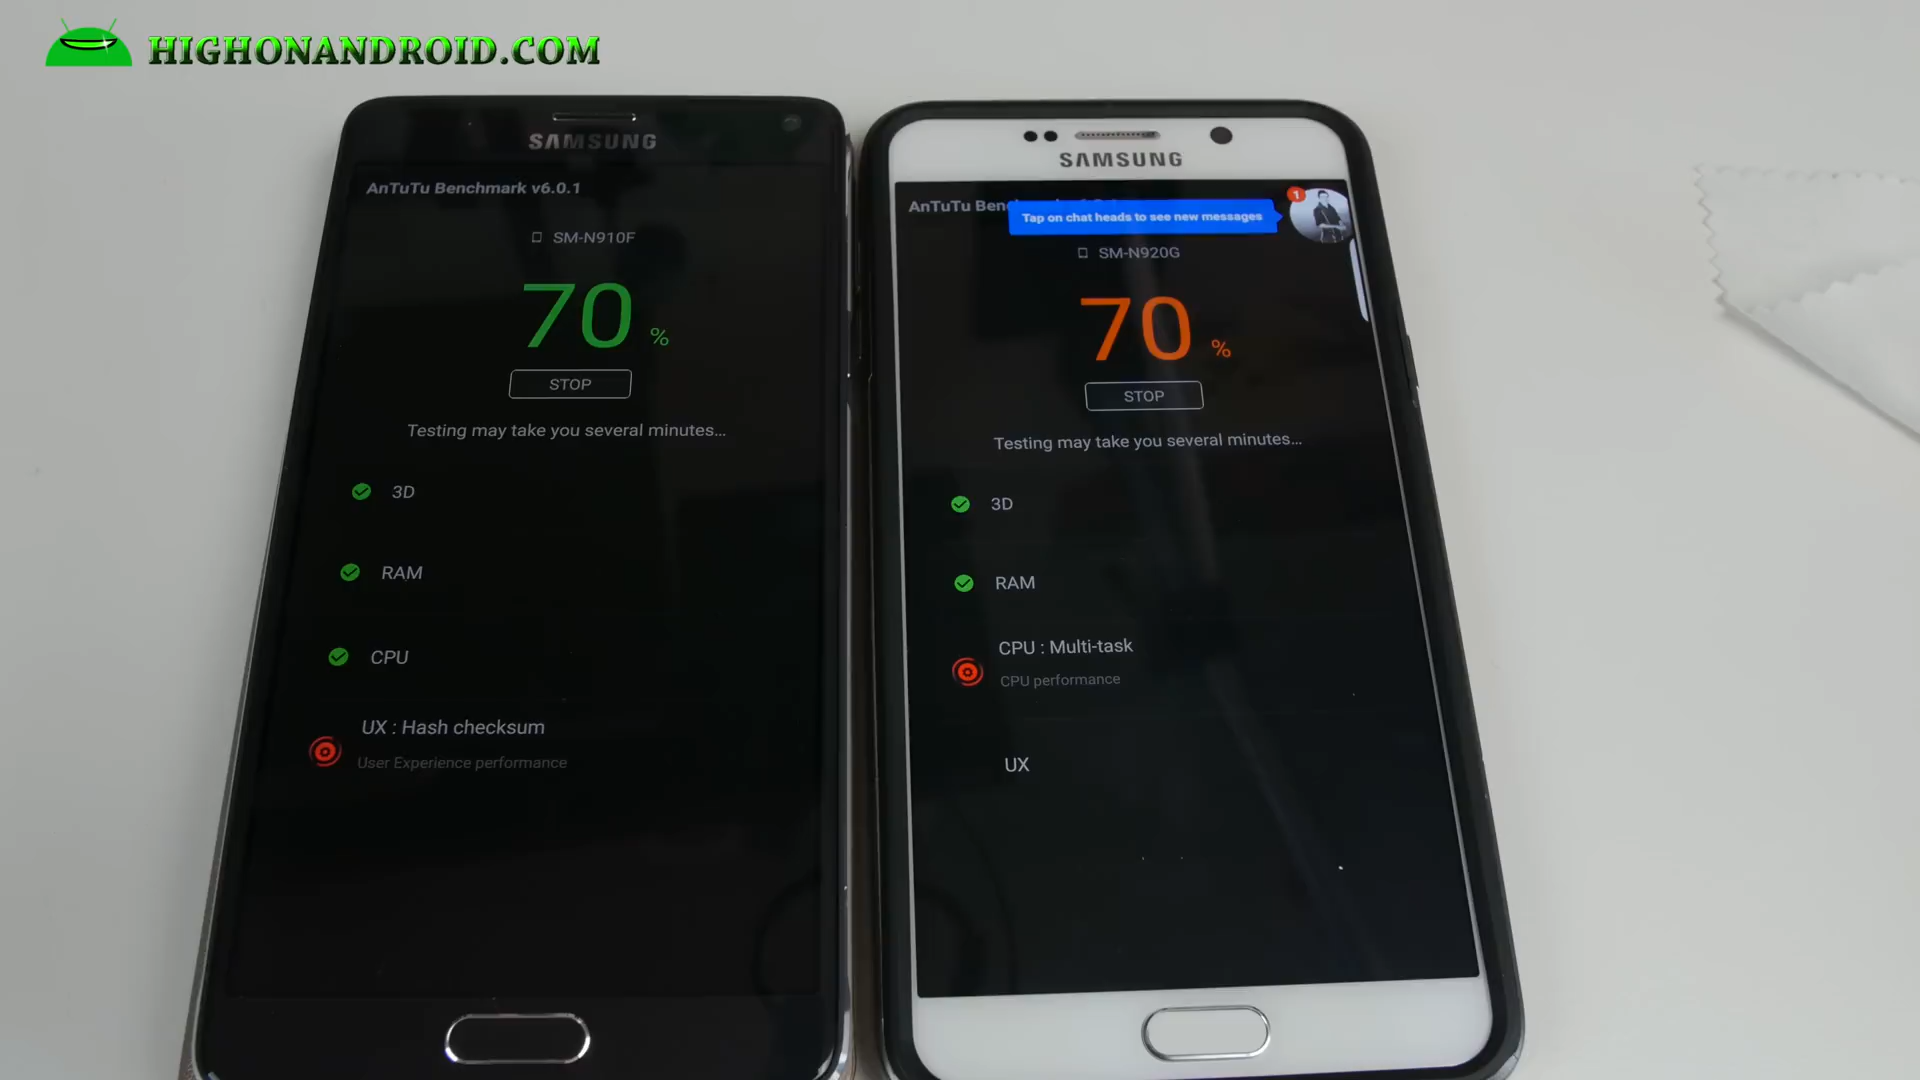 HIGHONANDROID.COM
SAMSUNG
AnTuTu Benchmark v6.0.1
SM-N910F
70 %
STOP
Testing may take you several minutes...
3D
RAM
CPU
UX : Hash checksum
User Experience performance
SAMSUNG
AnTuTu
Tap on chat heads to see new messages
1
SM-N920G
70 %
STOP
Testing may take you several minutes...
3D
RAM
CPU : Multi-task
CPU performance
UX